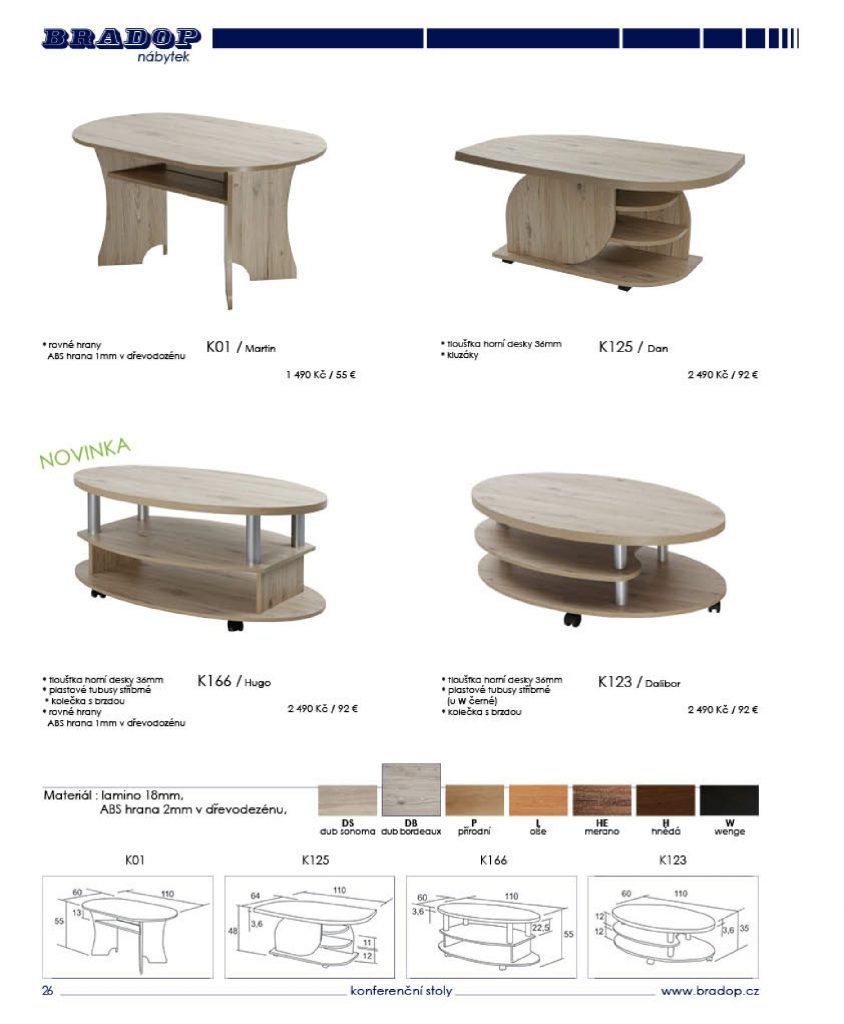 BRADOP
nábytek
* rovné hrany
ABS hrana 1mm v dřevodozénu
K01 / Martin
1 490 Kč / 55 €
* tloušťka horní desky 36mm
* kluzáky
K125 / Dan
2 490 Kč / 92 €
NOVINKA
* tloušťka horní desky 36mm
* plastové tubusy stříbrné
* kolečka s brzdou
* rovné hrany
ABS hrana 1mm v dřevodozénu
K166 / Hugo
2 490 Kč / 92 €
* tloušťka horní desky 36mm
* plastové tubusy stříbrné
(u W černé)
* kolečka s brzdou
K123 / Dalibor
2 490 Kč / 92 €
Materiál : lamino 18mm,
ABS hrana 2mm v dřevodezénu,
DS
dub sonoma
DB
dub bordeaux
P
přírodní
L
olše
HE
merano
H
hnědá
W
wenge
K01
K125
K166
K123
60
110
13
55
64
110
3,6
48
11
12
60
110
3,6
22,5
55
60
110
12
12
3,6
35
26
konferenční stoly
www.bradop.cz